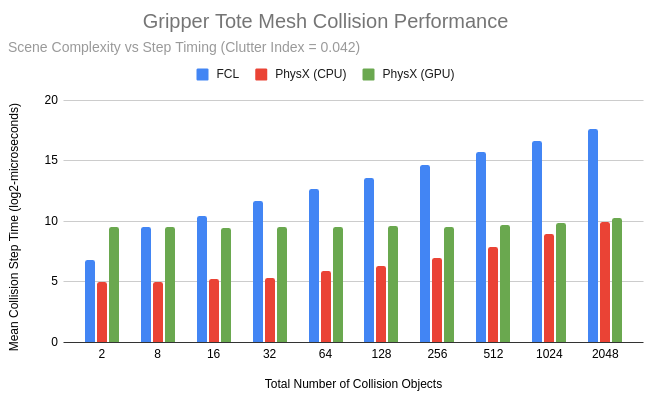 Gripper Tote Mesh Collision Performance
Scene Complexity vs Step Timing (Clutter Index = 0.042)
FCL PhysX (CPU) PhysX (GPU)
Mean Collision Step Time (log2-microseconds)
20
15
10
5
0
2 8 16 32 64 128 256 512 1024 2048
Total Number of Collision Objects